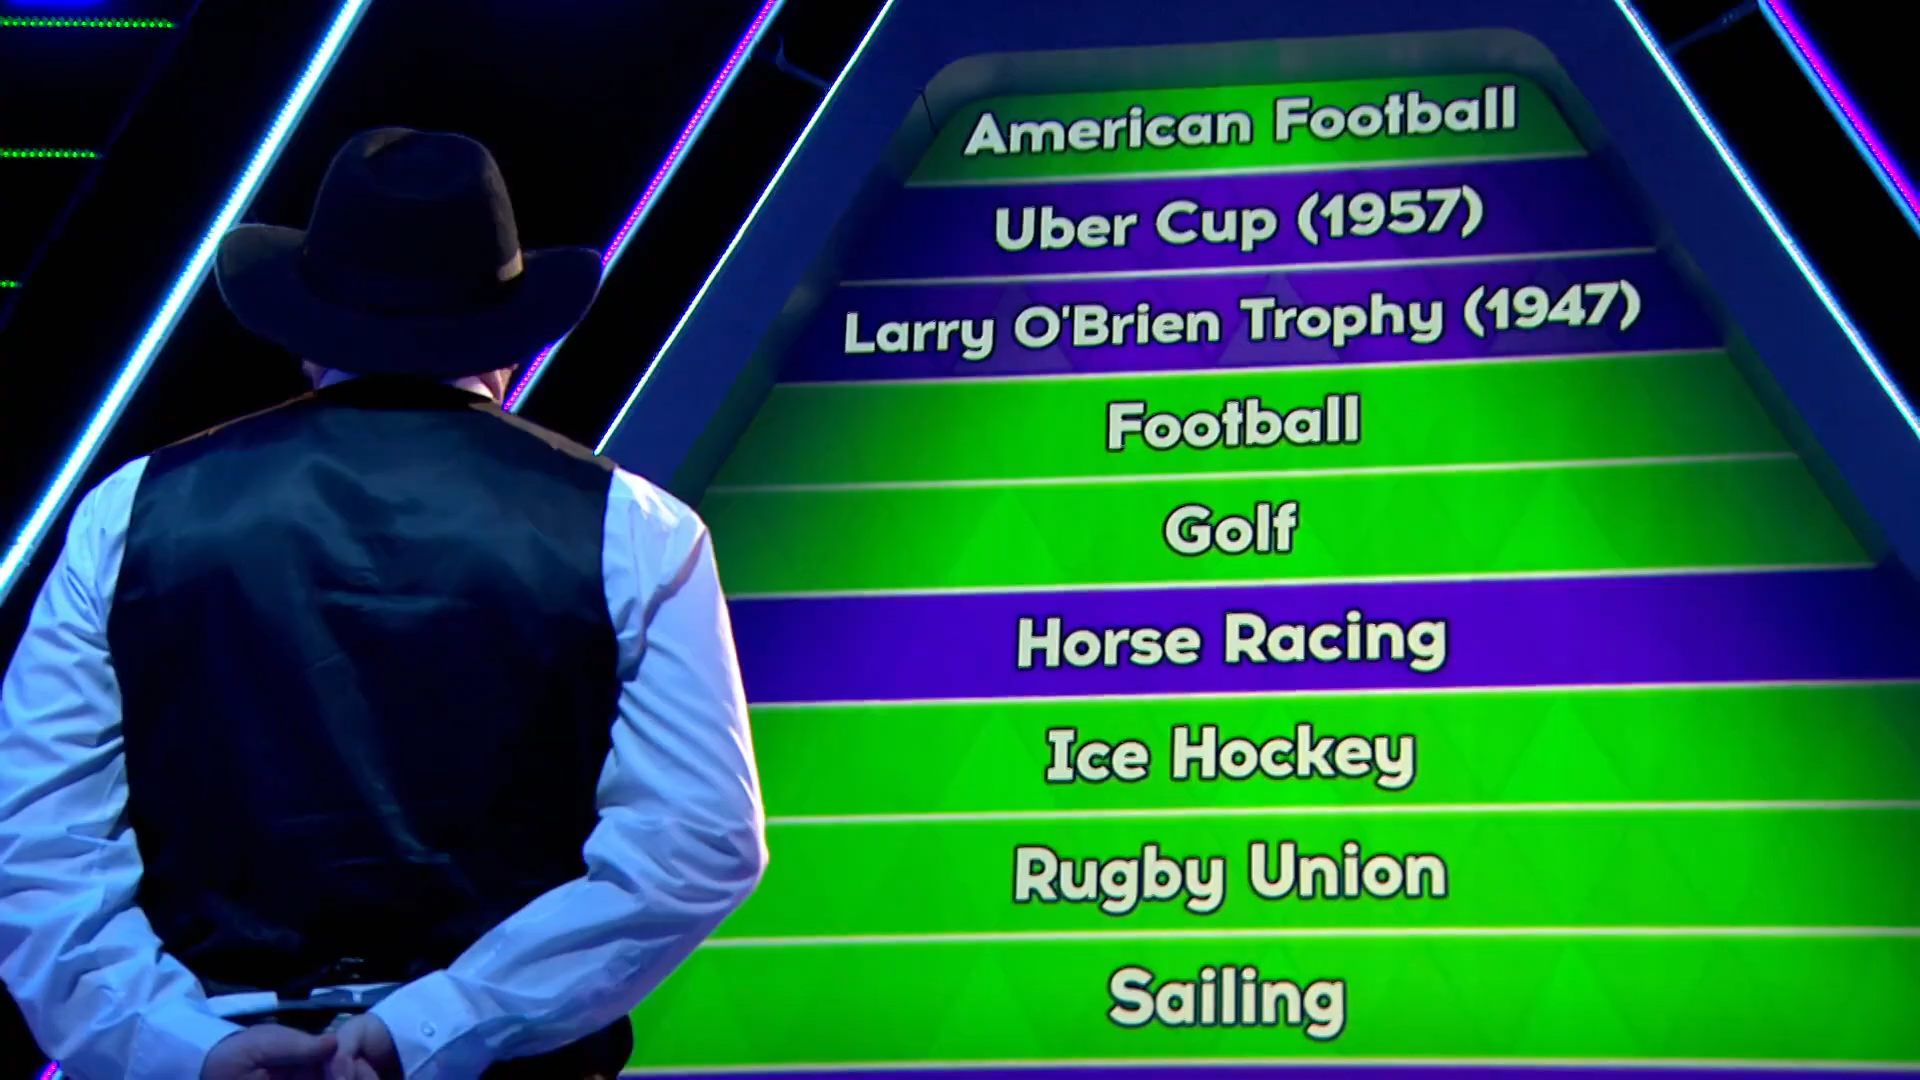 American Football
Uber Cup (1957)
Larry O'Brien Trophy (1947)
Football
Golf
Horse Racing
Ice Hockey
Rugby Union
Sailing